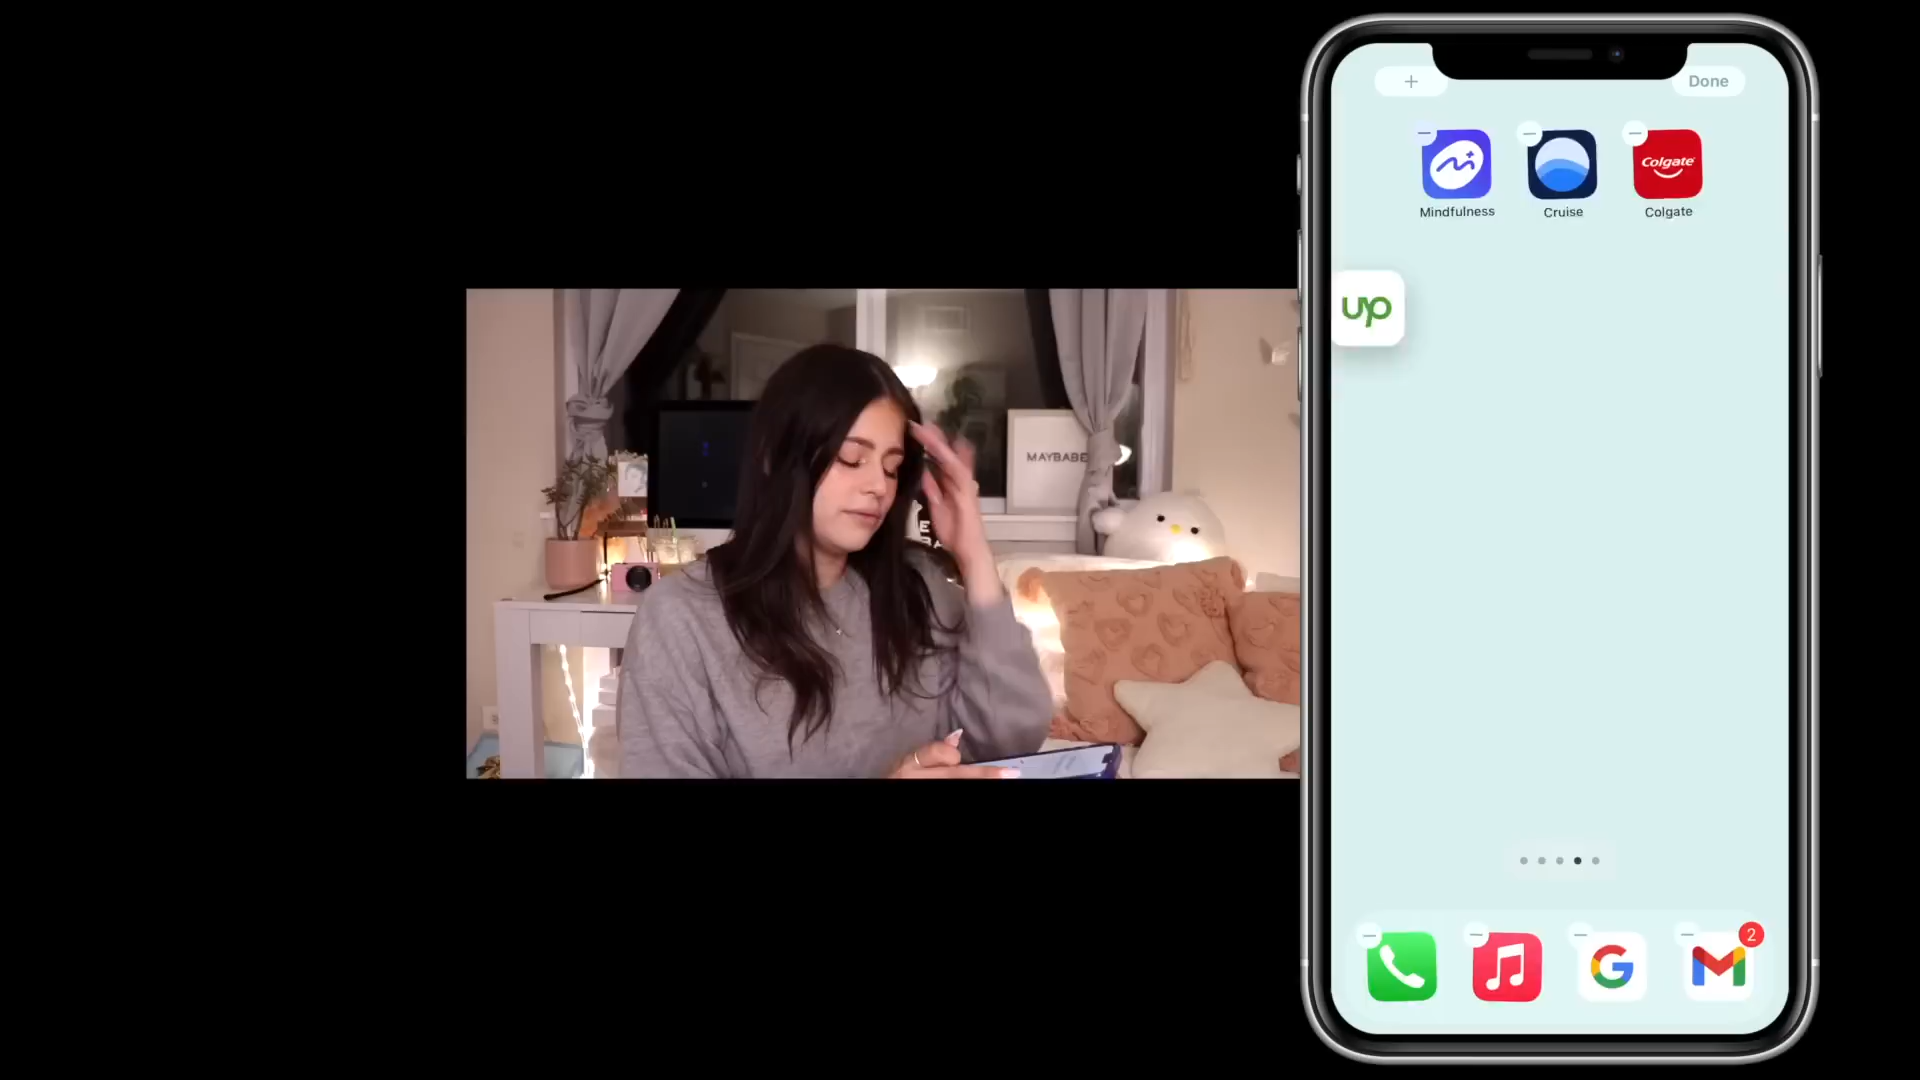 +
Done
Colgate
Mindfulness
Cruise
Colgate
up
MAYBABE
G
M
2